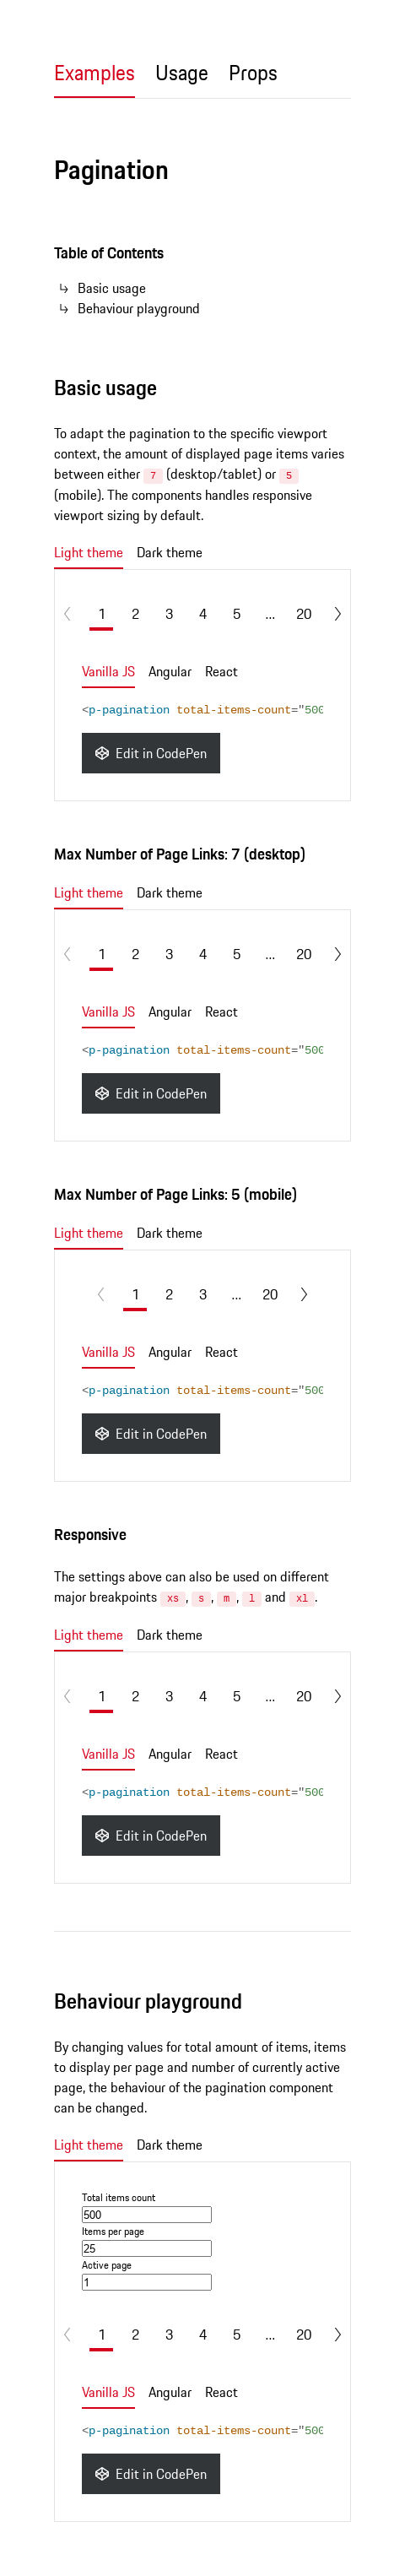 Examples Usage Props
Pagination
Table of Contents
↳ Basic usage
↳ Behaviour playground
Basic usage
To adapt the pagination to the specific viewport
context, the amount of displayed page items varies
between either 7 (desktop/tablet) or 5
(mobile). The components handles responsive
viewport sizing by default.
Light theme Dark theme
1 2 3 4 5 ... 20
Vanilla JS Angular React
<p-pagination total-items-count="500
Edit in CodePen
Max Number of Page Links: 7 (desktop)
Light theme Dark theme
1 2 3 4 5 ... 20
Vanilla JS Angular React
<p-pagination total-items-count="500
Edit in CodePen
Max Number of Page Links: 5 (mobile)
Light theme Dark theme
1 2 3 ... 20
Vanilla JS Angular React
<p-pagination total-items-count="500
Edit in CodePen
Responsive
The settings above can also be used on different
major breakpoints xs, s, m, l and xl.
Light theme Dark theme
1 2 3 4 5 ... 20
Vanilla JS Angular React
<p-pagination total-items-count="500
Edit in CodePen
Behaviour playground
By changing values for total amount of items, items
to display per page and number of currently active
page, the behaviour of the pagination component
can be changed.
Light theme Dark theme
Total items count
500
Items per page
25
Active page
1
1 2 3 4 5 ... 20
Vanilla JS Angular React
<p-pagination total-items-count="500
Edit in CodePen